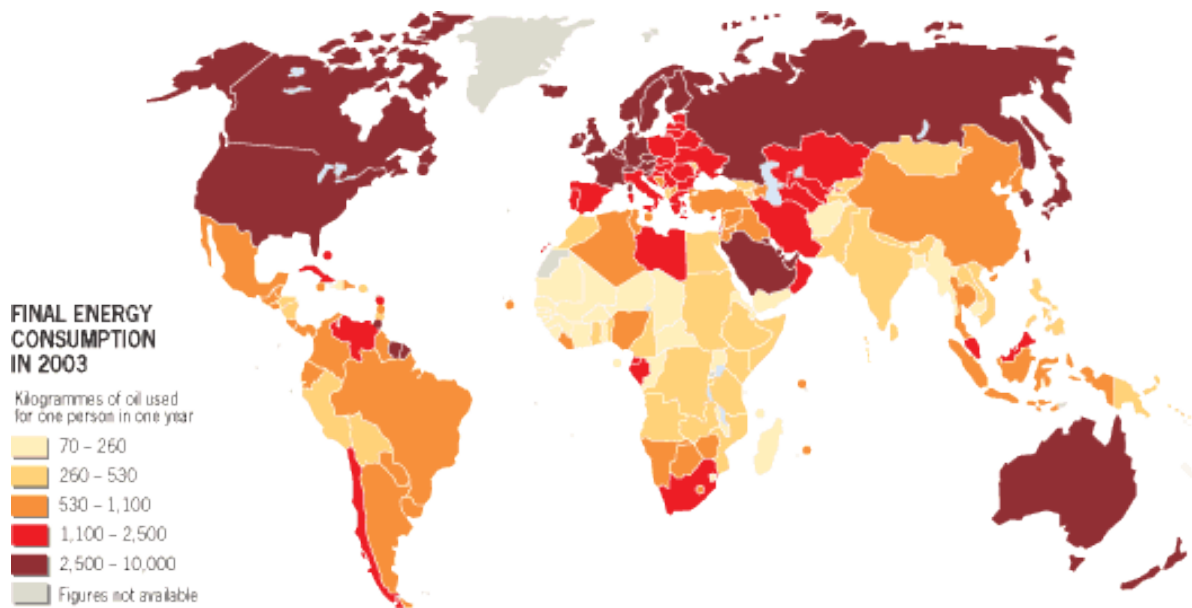 FINAL ENERGY
CONSUMPTION
IN 2003
Kilogrammes of oil used
for one person in one year
70 – 260
260 – 530
530 – 1,100
1,100 – 2,500
2,500 – 10,000
Figures not available